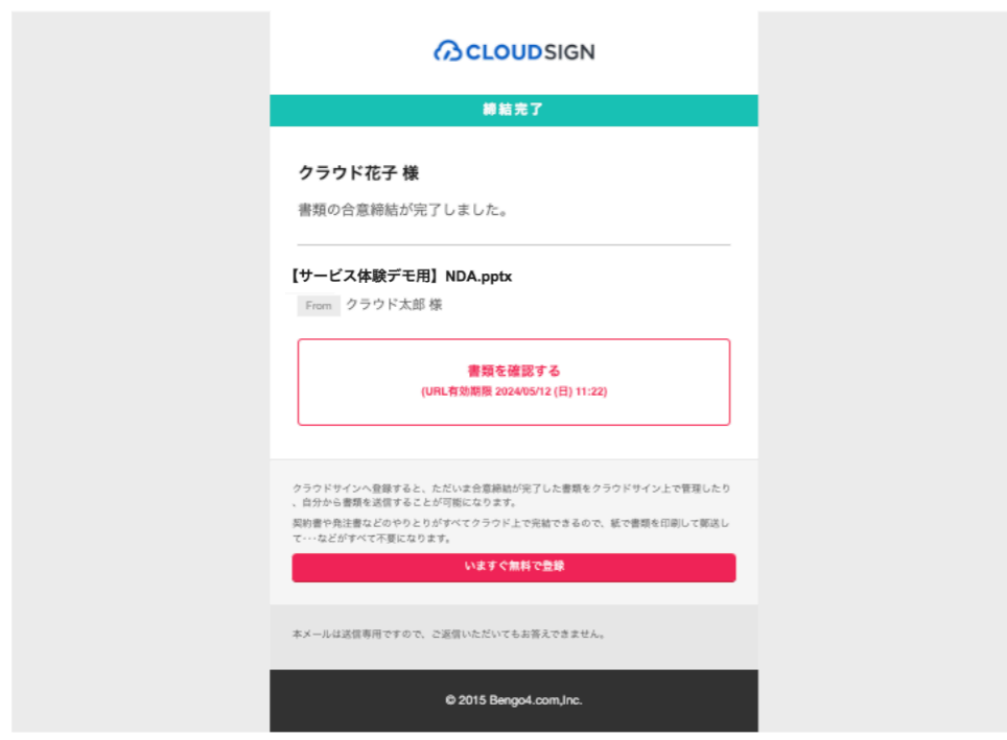 CLOUDSIGN
締結完了
クラウド花子 様
書類の合意締結が完了しました。
【サービス体験デモ用】NDA.pptx
From クラウド太郎 様
書類を確認する
(URL有効期限 2024/05/12 (日) 11:22)
クラウドサインへ登録すると、ただいま合意締結が完了した書類をクラウドサイン上で管理したり
、自分から書類を送信することが可能になります。
契約書や発注書などのやりとりがすべてクラウド上で完結できるので、紙で書類を印刷して郵送し
て･･･などがすべて不要になります。
いますぐ無料で登録
本メールは送信専用ですので、ご返信いただいてもお答えできません。
© 2015 Bengo4.com,Inc.